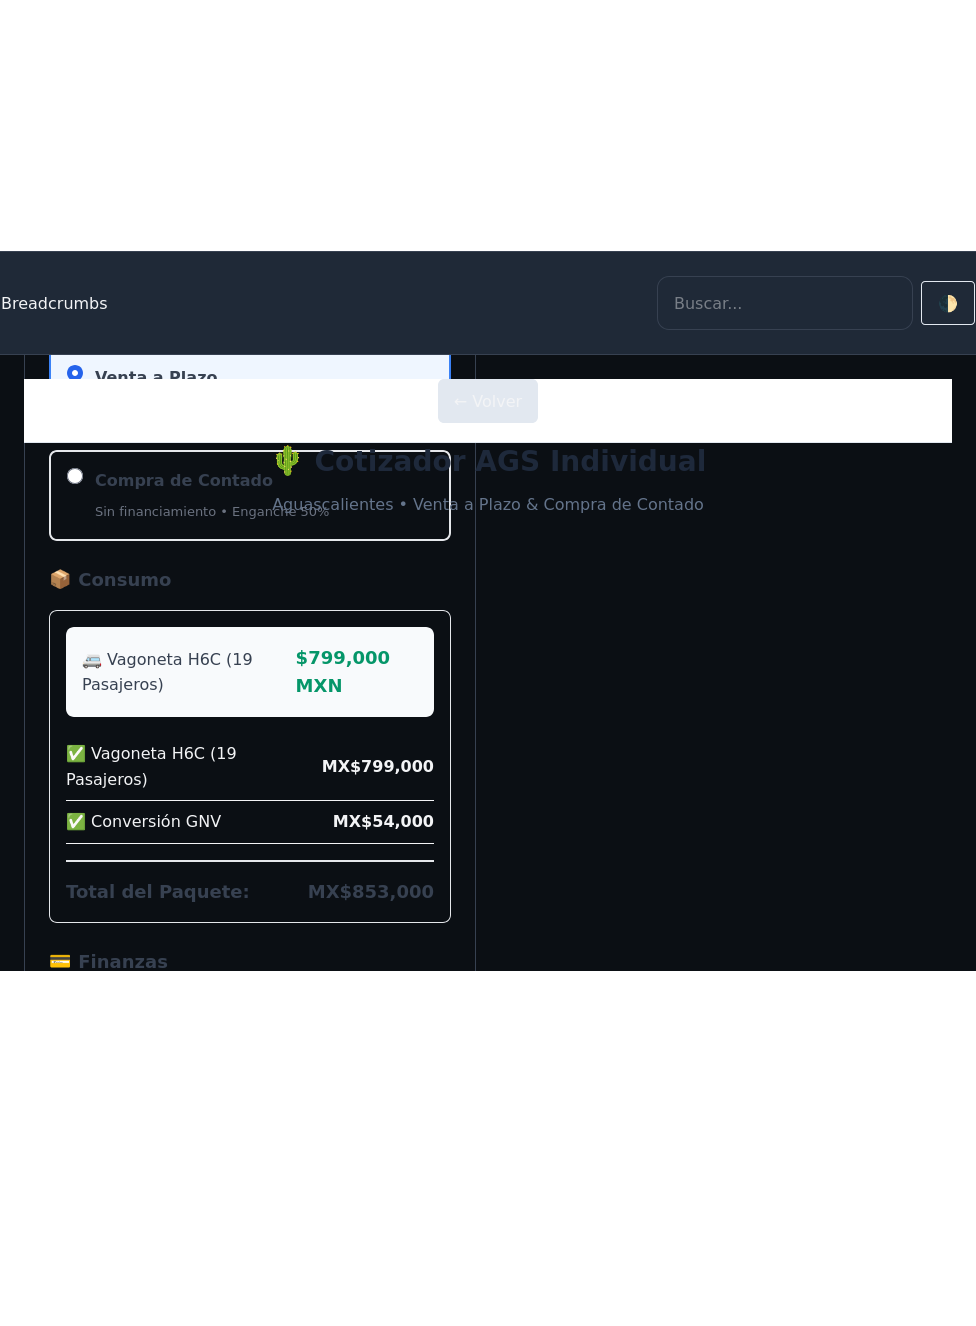 Breadcrumbs
Buscar...
🌗
Venta a Plazo
← Volver
🌵 Cotizador AGS Individual
Compra de Contado
Aguascalientes • Venta a Plazo & Compra de Contado
Sin financiamiento • Enganche 50%
📦 Consumo
🚐 Vagoneta H6C (19
Pasajeros)
$799,000
MXN
✅ Vagoneta H6C (19
Pasajeros)
MX$799,000
✅ Conversión GNV
MX$54,000
Total del Paquete:
MX$853,000
💳 Finanzas